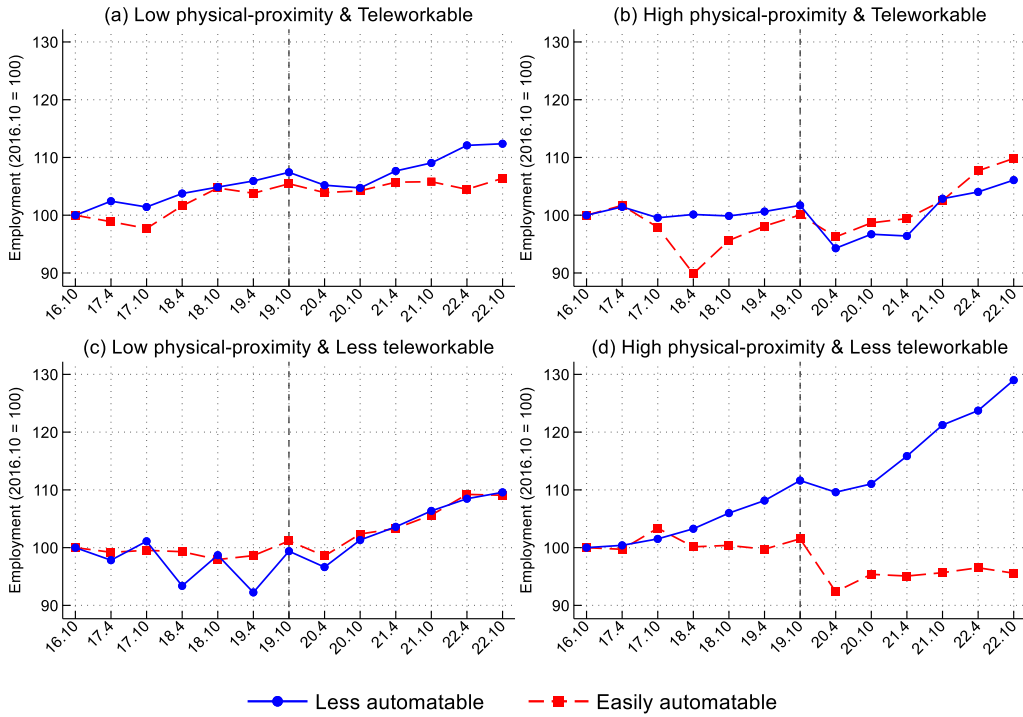 (a) Low physical-proximity & Teleworkable
Employment (2016.10 = 100)
130
120
110
100
90
16.10 17.4 17.10 18.4 18.10 19.4 19.10 20.4 20.10 21.4 21.10 22.4 22.10
(b) High physical-proximity & Teleworkable
Employment (2016.10 = 100)
130
120
110
100
90
16.10 17.4 17.10 18.4 18.10 19.4 19.10 20.4 20.10 21.4 21.10 22.4 22.10
(c) Low physical-proximity & Less teleworkable
Employment (2016.10 = 100)
130
120
110
100
90
16.10 17.4 17.10 18.4 18.10 19.4 19.10 20.4 20.10 21.4 21.10 22.4 22.10
(d) High physical-proximity & Less teleworkable
Employment (2016.10 = 100)
130
120
110
100
90
16.10 17.4 17.10 18.4 18.10 19.4 19.10 20.4 20.10 21.4 21.10 22.4 22.10
Less automatable Easily automatable